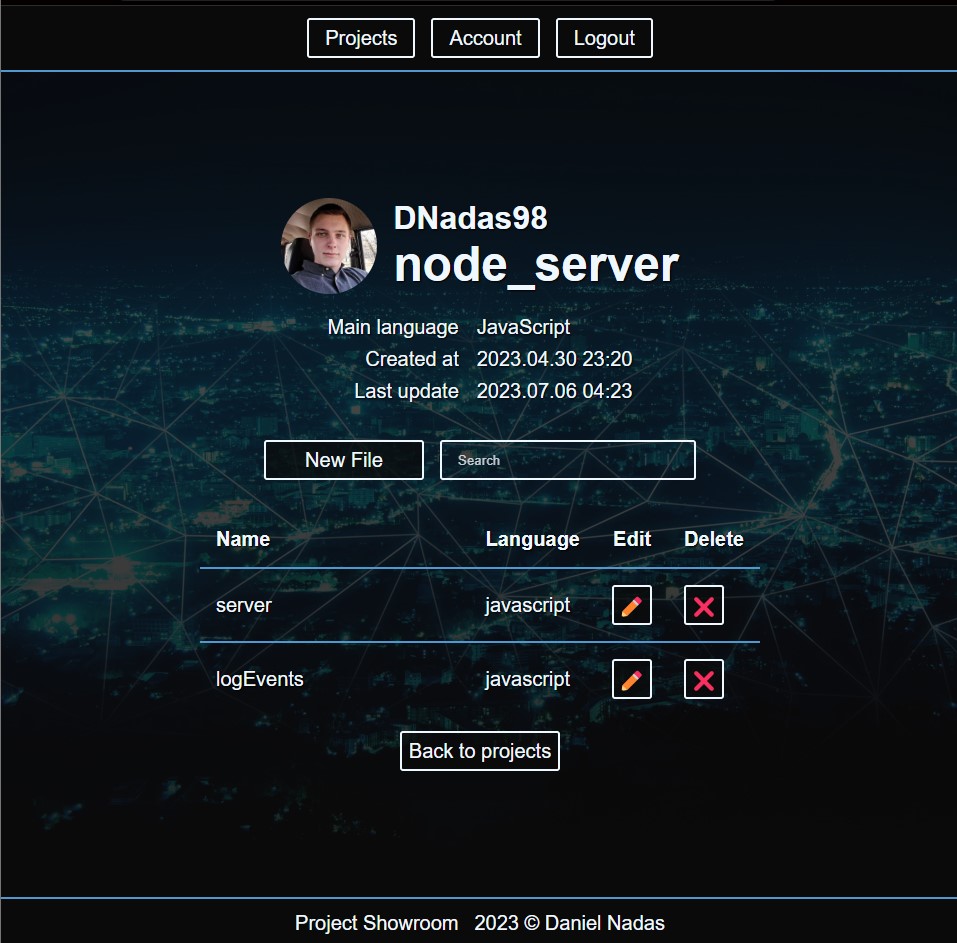 Projects Account Logout
DNadas98
node_server
Main language JavaScript
Created at 2023.04.30 23:20
Last update 2023.07.06 04:23
New File Search
Name Language Edit Delete
server javascript
logEvents javascript
Back to projects
Project Showroom 2023 © Daniel Nadas